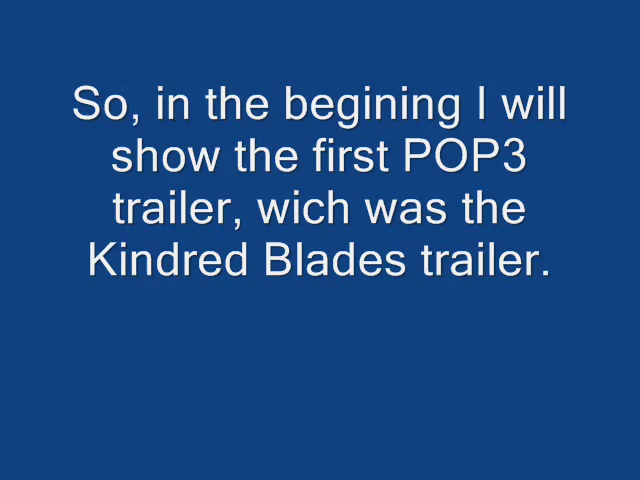 So, in the begining I will
show the first POP3
trailer, wich was the
Kindred Blades trailer.